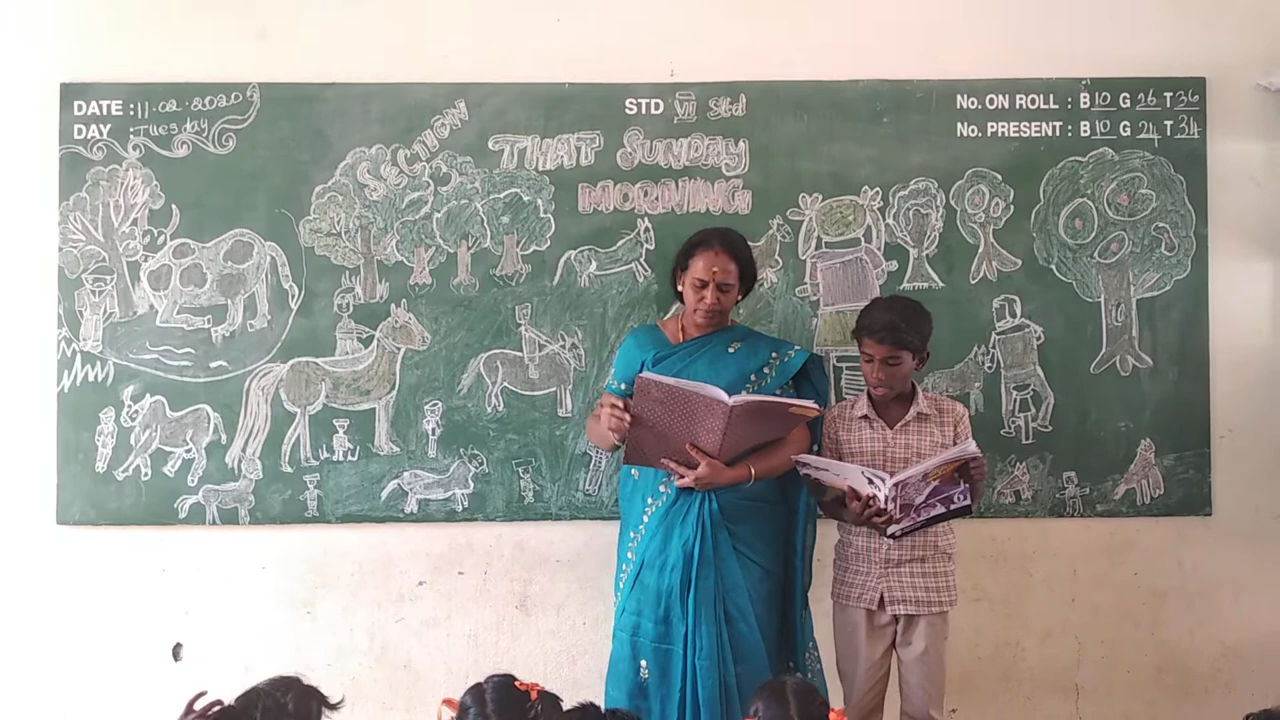 DATE : 11.02.2020
DAY : Tuesday
STD VI Std
No. ON ROLL : B 10 G 26 T 36
No. PRESENT : B 10 G 24 T 34
SECTION
THAT SUNDAY
MORNING
6